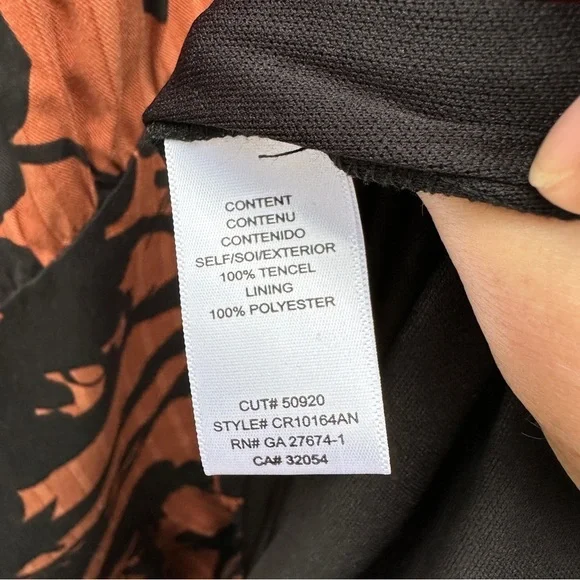 CONTENT
CONTENU
CONTENIDO
SELF/SOI/EXTERIOR
100% TENCEL
LINING
100% POLYESTER
CUT# 50920
STYLE# CR10164AN
RN# GA 27674-1
CA# 32054